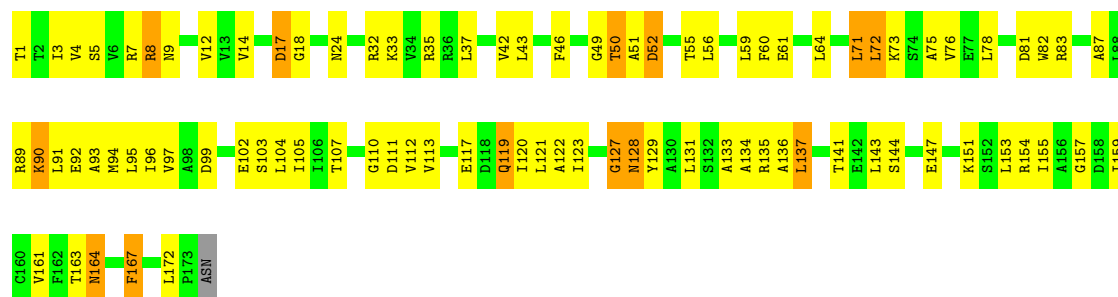 T1 T2 I3 V4 S5 V6 R7 R8 N9 V12 V13 V14 D17 G18 N24 R32 K33 V34 R35 R36 L37 V42 L43 F46 G49 T50 A51 D52 T55 L56 L59 F60 E61 L64 L71 L72 K73 S74 A75 V76 E77 L78 D81 W82 R83 A87 L88
R89 K90 L91 E92 A93 M94 L95 I96 V97 A98 D99 E102 S103 L104 I105 I106 T107 G110 D111 V112 V113 E117 D118 Q119 I120 L121 A122 I123 G127 N128 Y129 A130 L131 S132 A133 A134 R135 A136 L137 T141 E142 L143 S144 E147 K151 S152 L153 R154 I155 A156 G157 D158
C160 V161 F162 T163 N164 F167 L172 P173 ASN